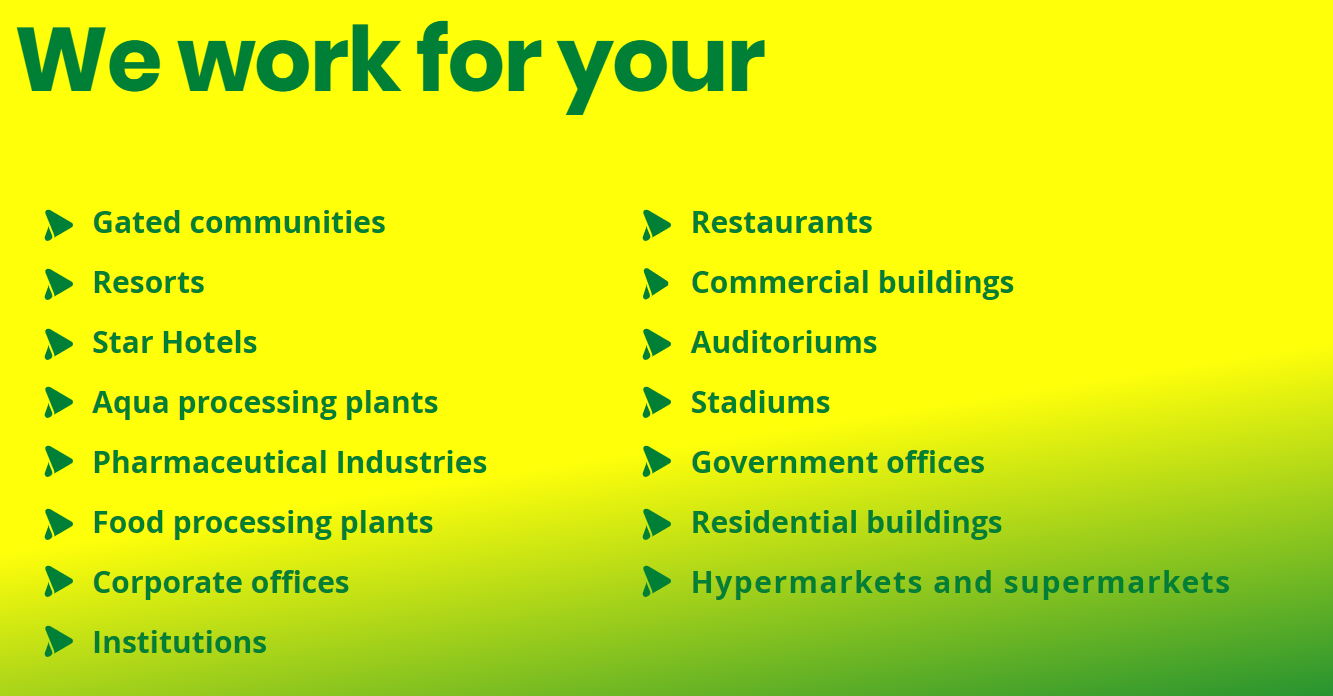 We work for your
Gated communities
Resorts
Star Hotels
Aqua processing plants
Pharmaceutical Industries
Food processing plants
Corporate offices
Institutions
Restaurants
Commercial buildings
Auditoriums
Stadiums
Government offices
Residential buildings
Hypermarkets and supermarkets